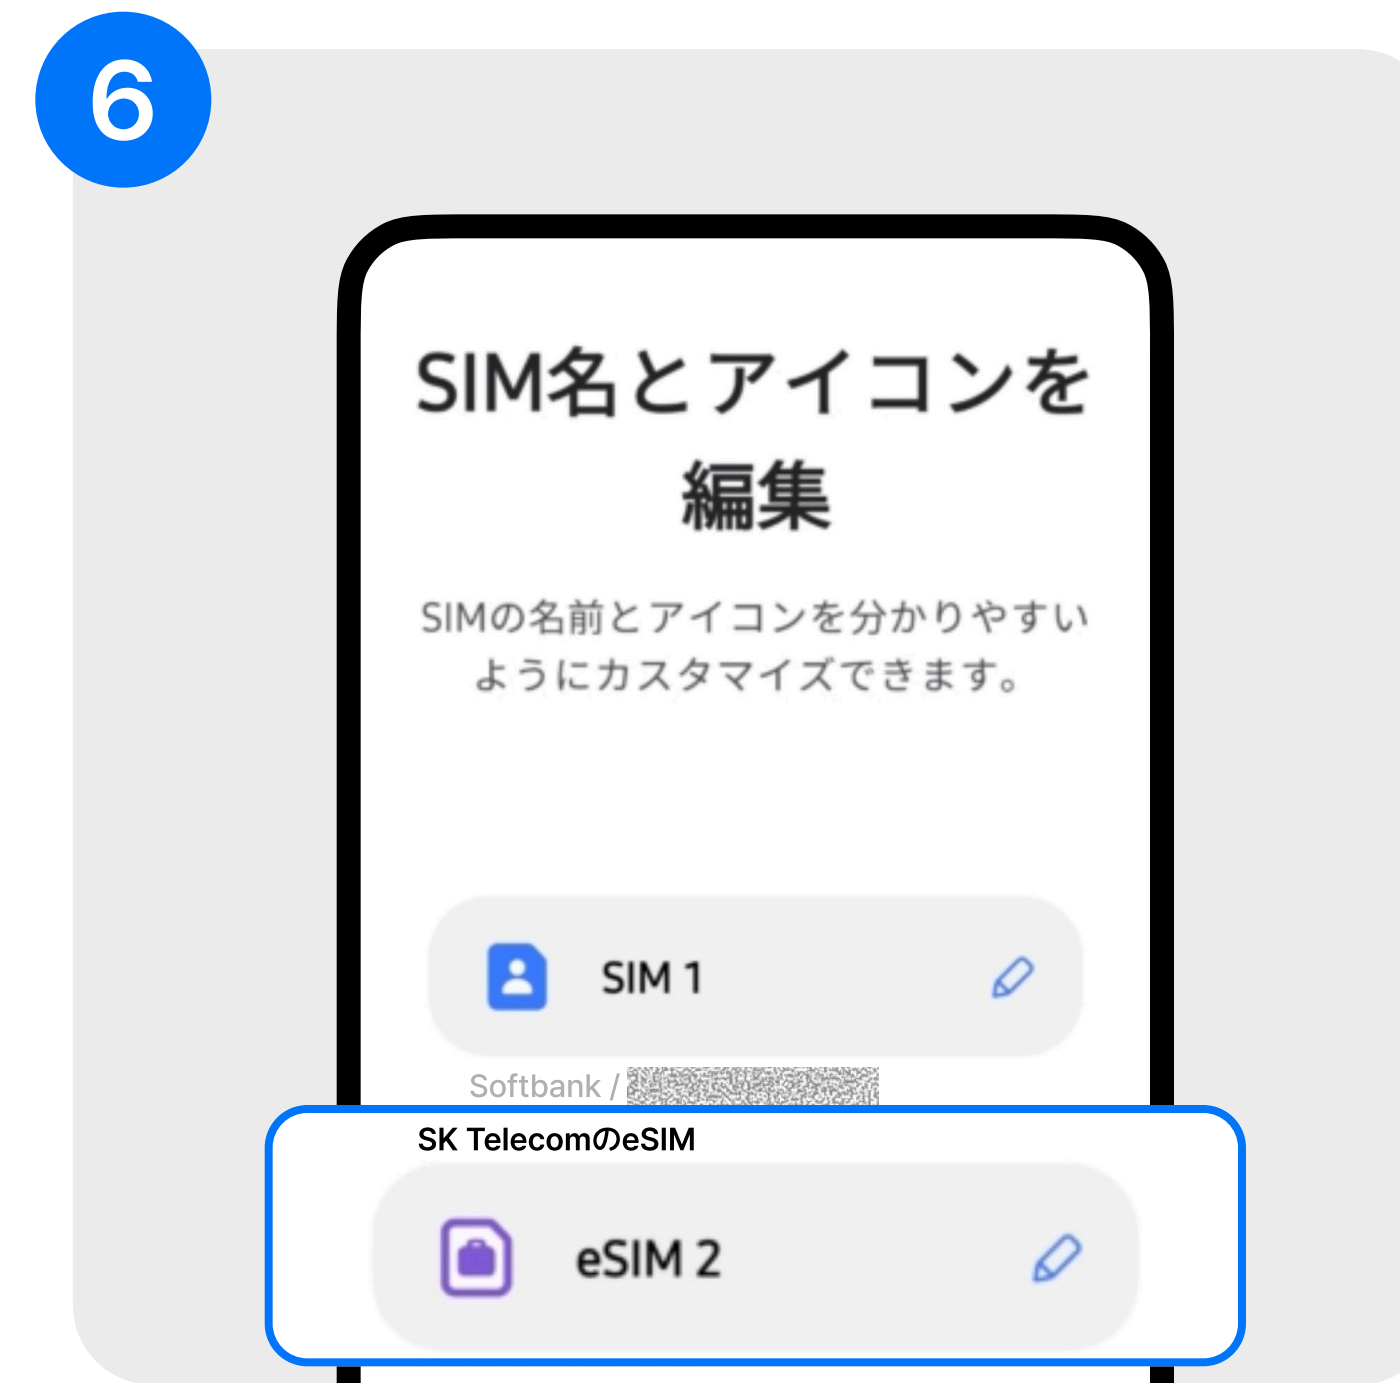 6
SIM名とアイコンを
編集
SIMの名前とアイコンを分かりやすい
ようにカスタマイズできます。
SIM 1
Softbank /
SK TelecomのeSIM
eSIM 2